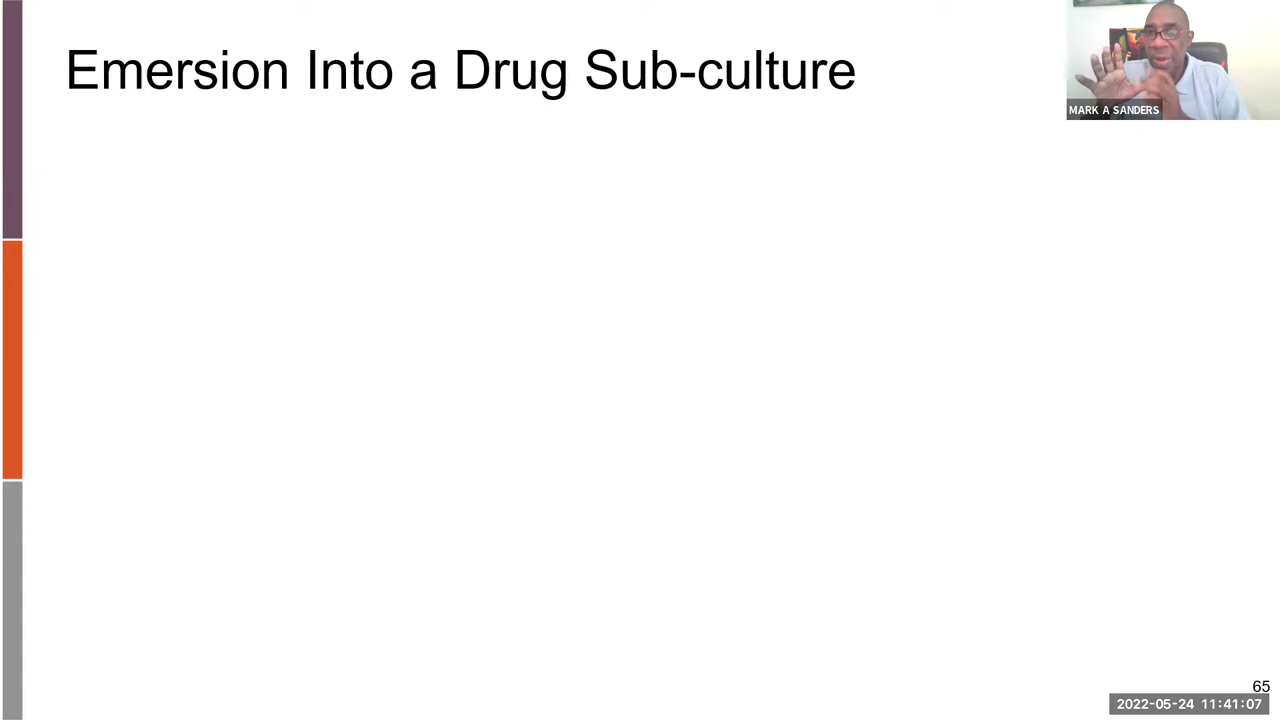 Emersion Into a Drug Sub-culture
MARK A SANDERS
65
2022-05-24 11:41:07